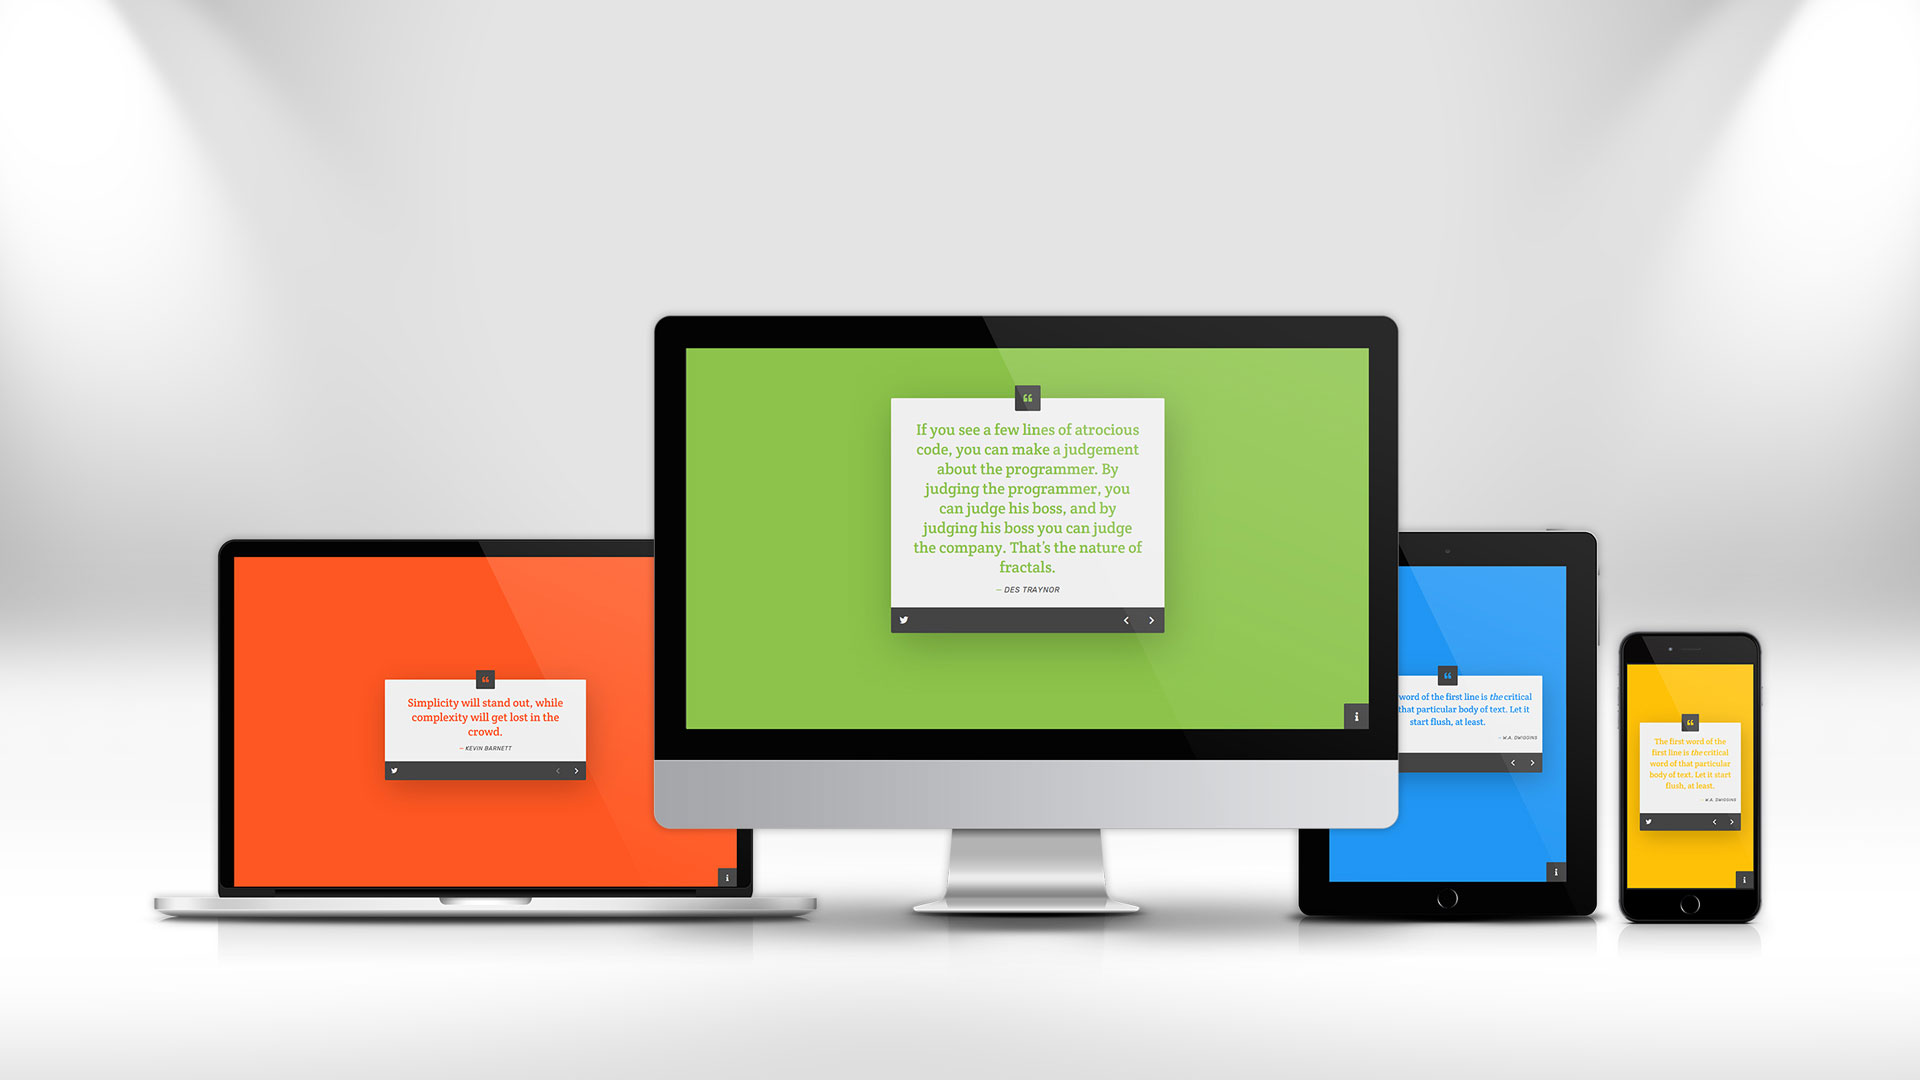 If you see a few lines of atrocious
code, you can make a judgement
about the programmer. By
judging the programmer, you
can judge his boss, and by
judging his boss you can judge
the company. That's the nature of
fractals.
— DES TRAYNOR
Simplicity will stand out, while
complexity will get lost in the
crowd.
— KEVIN BARNETT
word of the first line is the critical
that particular body of text. Let it
start flush, at least.
— W.A. DWIGGINS
The first word of the
first line is the critical
word of that particular
body of text. Let it start
flush, at least.
— W.A. DWIGGINS